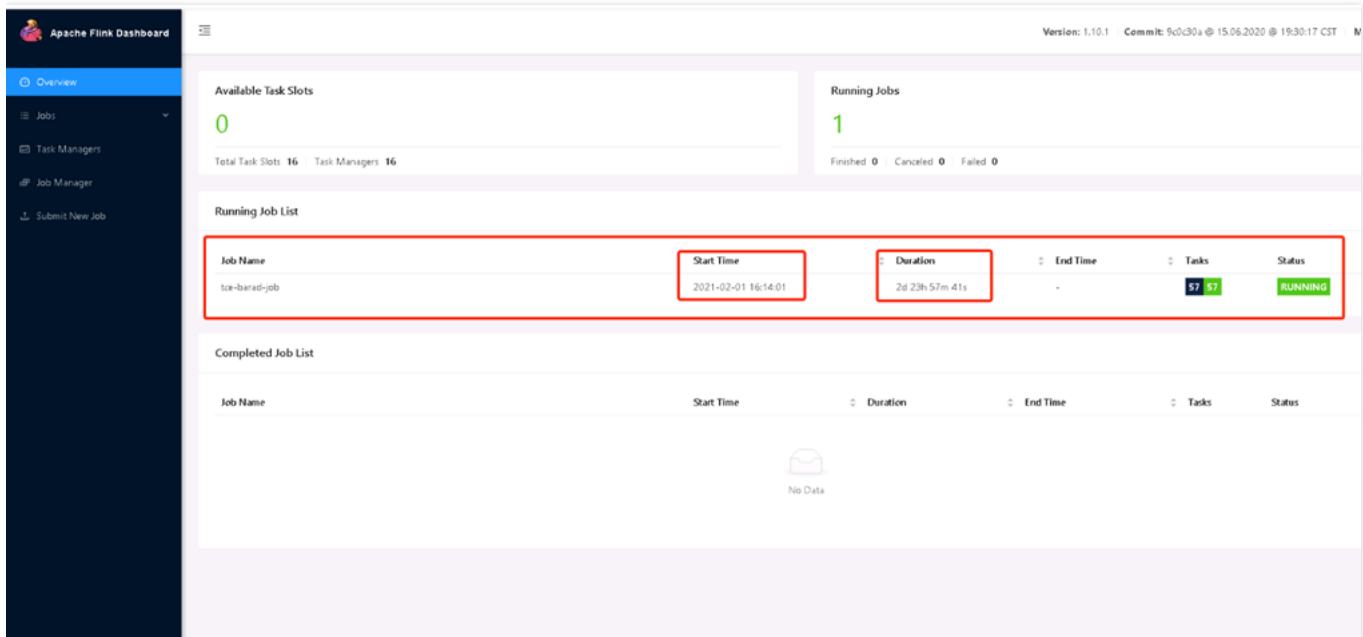 Apache Flink Dashboard
Version: 1.10.1 Commit: 9c0c30a @ 15.06.2020 @ 19:30:17 CST M
Overview
Jobs
Task Managers
Job Manager
Submit New Job
Available Task Slots
0
Total Task Slots 16 Task Managers 16
Running Jobs
1
Finished 0 Canceled 0 Failed 0
Running Job List
Job Name Start Time Duration End Time Tasks Status
tce-barad-job 2021-02-01 16:14:01 2d 23h 57m 41s - 57 57 RUNNING
Completed Job List
Job Name Start Time Duration End Time Tasks Status
No Data